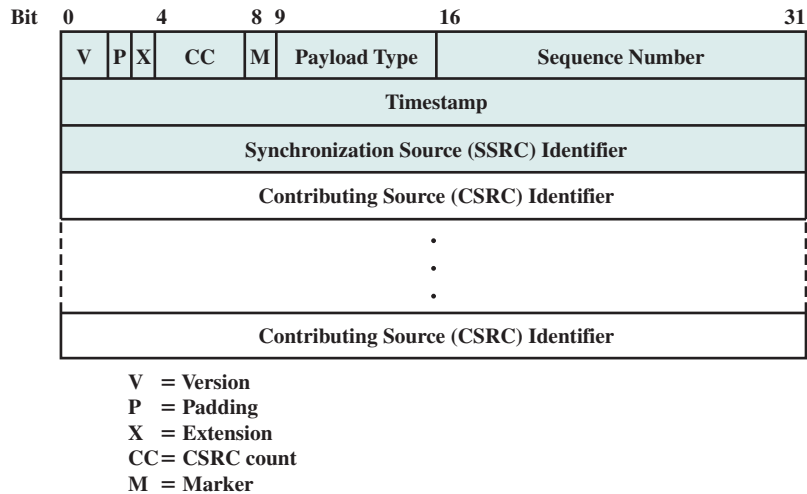 Bit 0 4 8 9 16 31
V P X CC M Payload Type Sequence Number
Timestamp
Synchronization Source (SSRC) Identifier
Contributing Source (CSRC) Identifier
Contributing Source (CSRC) Identifier
V = Version
P = Padding
X = Extension
CC= CSRC count
M = Marker